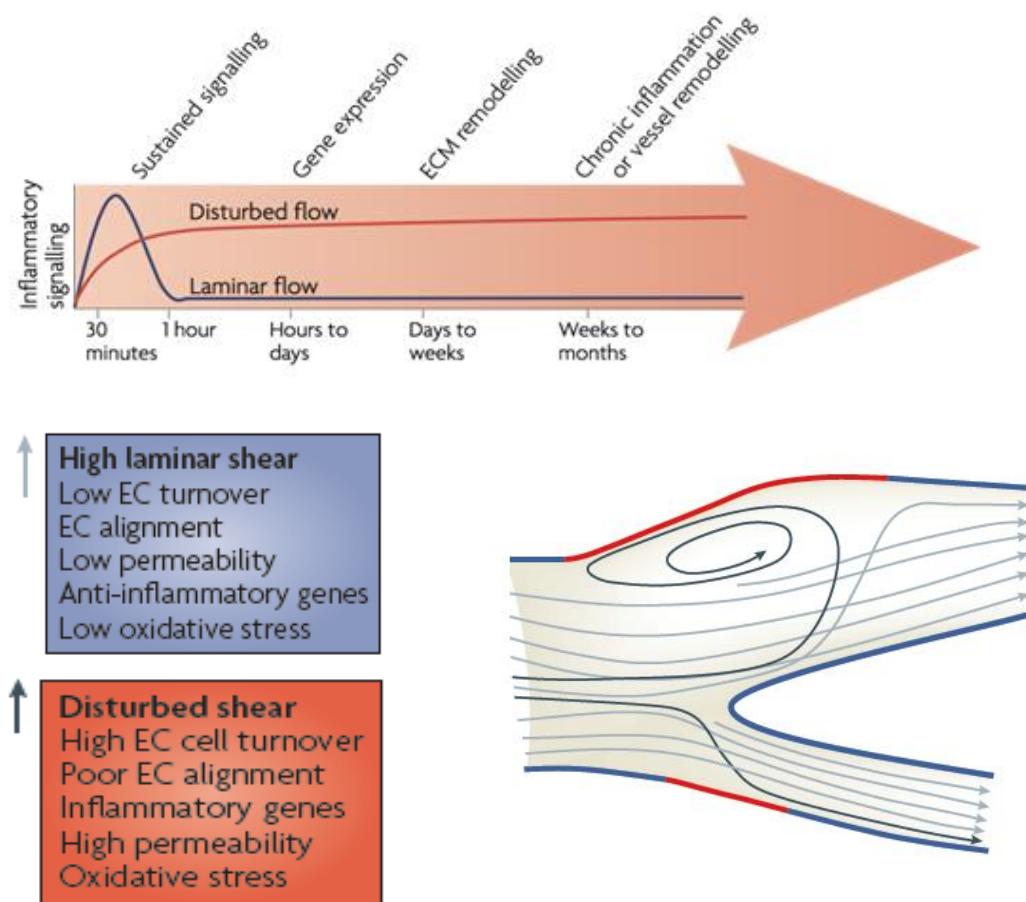 Sustained signalling
Gene expression
ECM remodelling
Chronic inflammation
or vessel remodelling
Inflammatory
signalling
Disturbed flow
Laminar flow
30
minutes
1 hour
Hours to
days
Days to
weeks
Weeks to
months
High laminar shear
Low EC turnover
EC alignment
Low permeability
Anti-inflammatory genes
Low oxidative stress
Disturbed shear
High EC cell turnover
Poor EC alignment
Inflammatory genes
High permeability
Oxidative stress